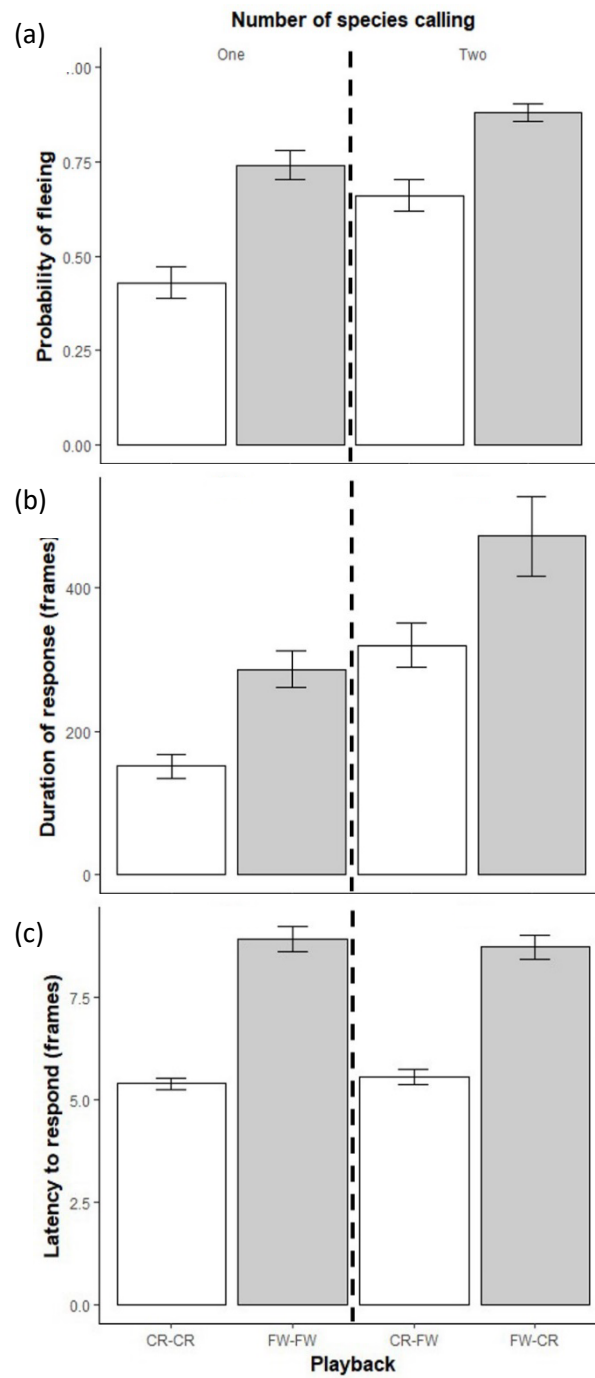 Number of species calling
(a)
One Two
.00
0.75
0.50
0.25
0.00
Probability of fleeing
(b)
400
200
0
Duration of response (frames)
(c)
7.5
5.0
2.5
0.0
Latency to respond (frames)
CR-CR FW-FW CR-FW FW-CR
Playback